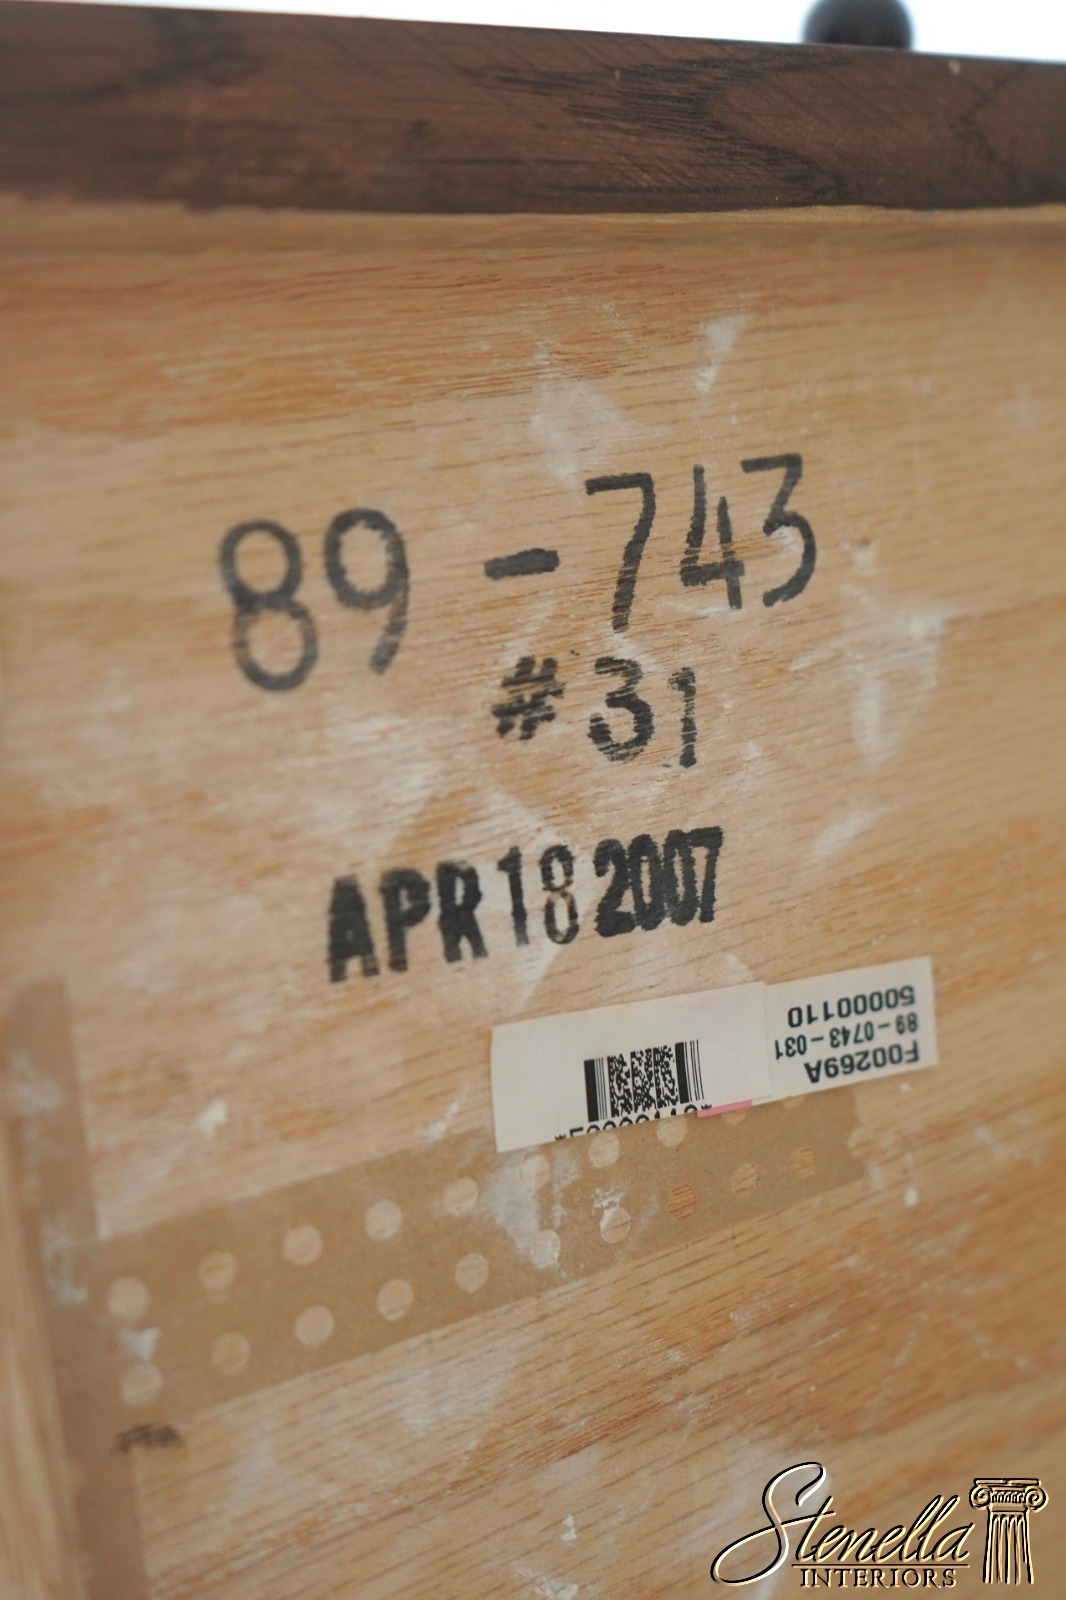 89-743
#31
APR 18 2007
F00269A
89-0743-031
50000110
Stenella
INTERIORS